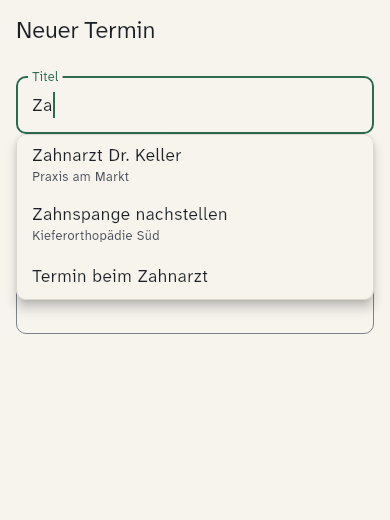 Neuer Termin
Titel
Za
Zahnarzt Dr. Keller
Praxis am Markt
Zahnspange nachstellen
Kieferorthopädie Süd
Termin beim Zahnarzt